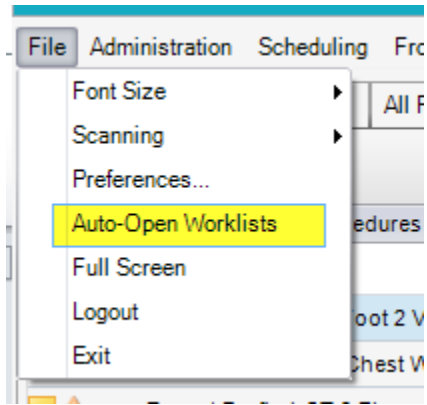 File Administration Scheduling Fro
Font Size
All F
Scanning
Preferences...
Auto-Open Worklists
edures
Full Screen
Logout
oot 2 V
Exit
Chest W